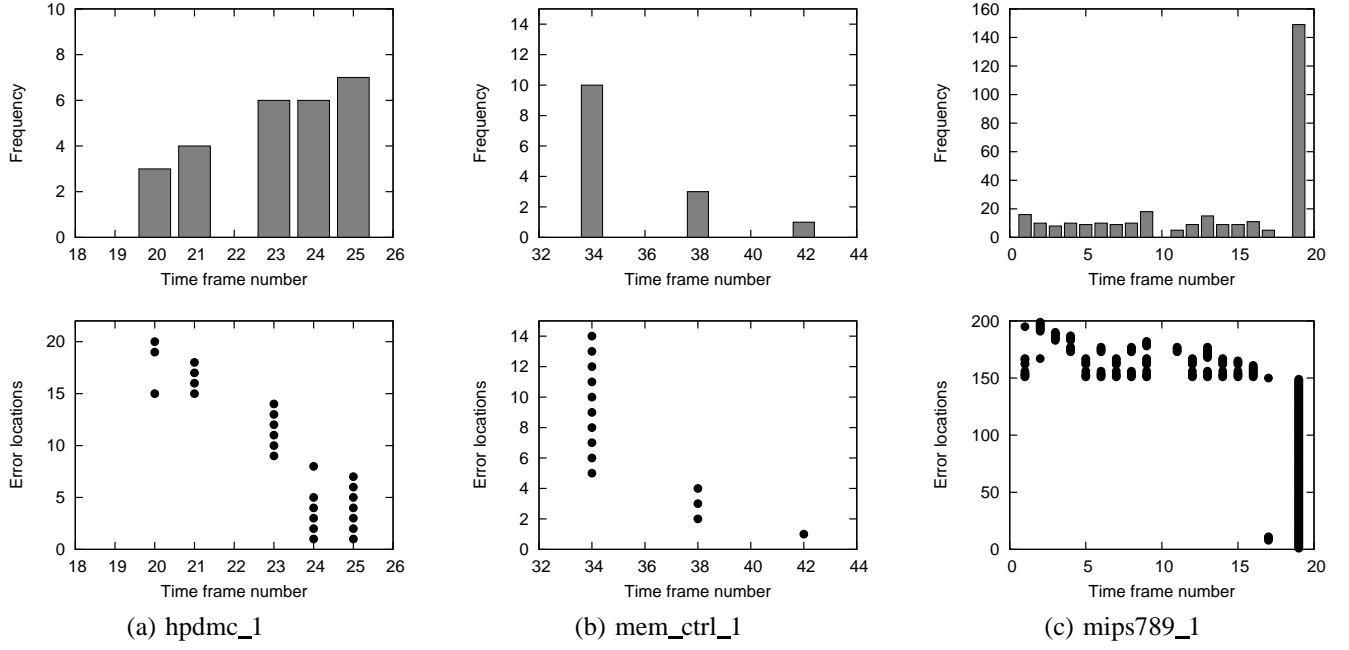 10
8
6
4
2
0
Frequency
18 19 20 21 22 23 24 25 26
Time frame number
14
12
10
8
6
4
2
0
Frequency
32 34 36 38 40 42 44
Time frame number
160
140
120
100
80
60
40
20
0
Frequency
0 5 10 15 20
Time frame number
20
15
10
5
0
Error locations
18 19 20 21 22 23 24 25 26
Time frame number
(a) hpdmc_1
14
12
10
8
6
4
2
0
Error locations
32 34 36 38 40 42 44
Time frame number
(b) mem_ctrl_1
200
150
100
50
0
Error locations
0 5 10 15 20
Time frame number
(c) mips789_1